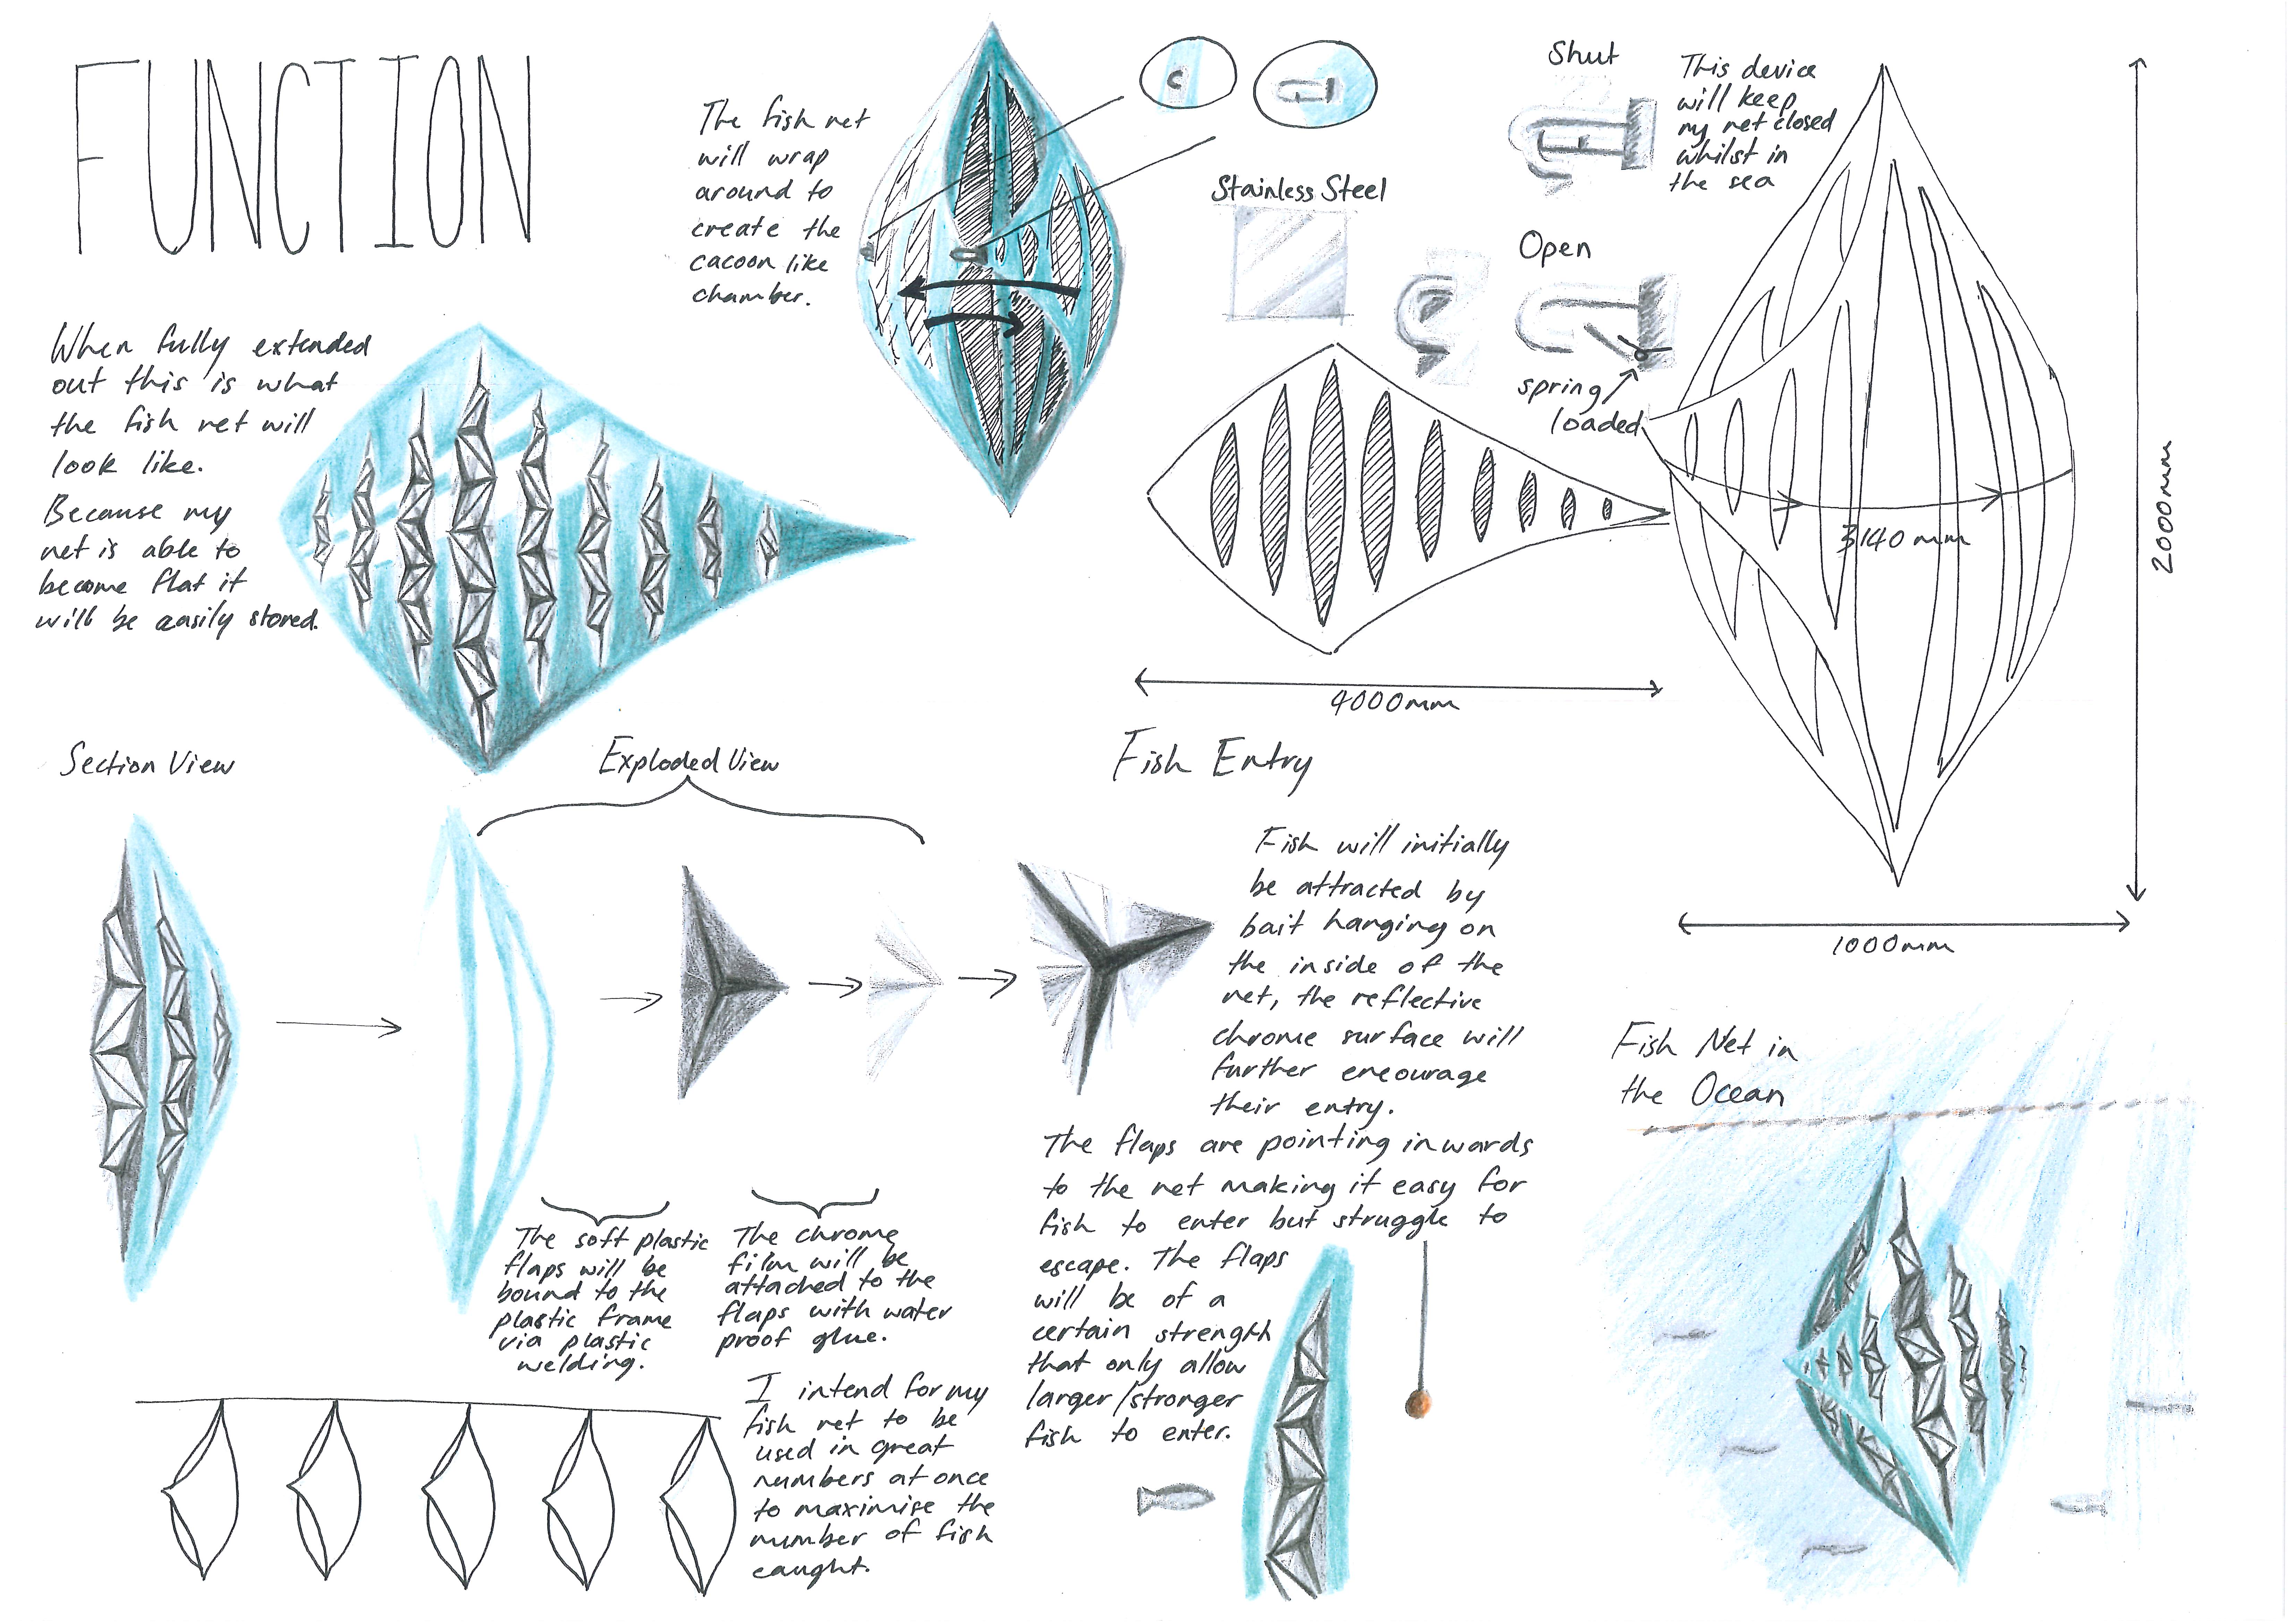 FUNCTION
The fish net
will wrap
around to
create the
cacoon like
chamber.
Stainless Steel
Shut
This device
will keep
my net closed
whilst in
the sea
Open
spring
loaded
When fully extended
out this is what
the fish net will
look like.
Because my
net is able to
become flat it
will be easily stored.
4000mm
3140mm
2000mm
1000mm
Section View
Exploded View
The soft plastic
flaps will be
bound to the
plastic frame
via plastic
welding.
The chrome
film will be
attached to the
flaps with water
proof glue.
I intend for my
fish net to be
used in great
numbers at once
to maximise the
number of fish
caught.
Fish Entry
Fish will initially
be attracted by
bait hanging on
the inside of the
net, the reflective
chrome surface will
further encourage
their entry.
The flaps are pointing inwards
to the net making it easy for
fish to enter but struggle to
escape. The flaps
will be of a
certain strength
that only allow
larger/stronger
fish to enter.
Fish Net in
the Ocean